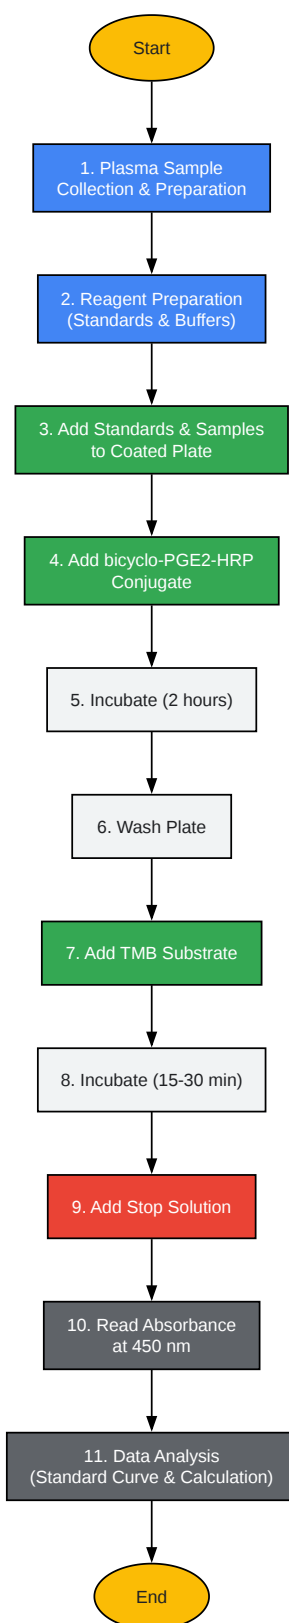 Start
1. Plasma Sample
Collection & Preparation
2. Reagent Preparation
(Standards & Buffers)
3. Add Standards & Samples
to Coated Plate
4. Add bicyclo-PGE2-HRP
Conjugate
5. Incubate (2 hours)
6. Wash Plate
7. Add TMB Substrate
8. Incubate (15-30 min)
9. Add Stop Solution
10. Read Absorbance
at 450 nm
11. Data Analysis
(Standard Curve & Calculation)
End